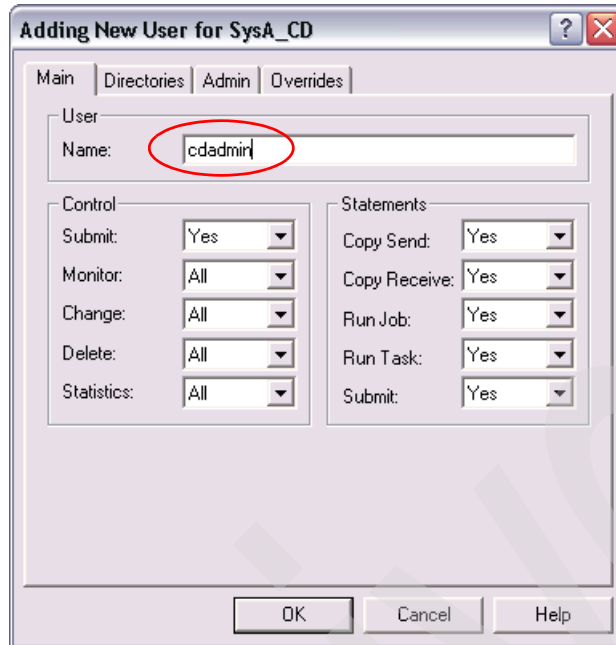 Adding New User for SysA_CD
Main Directories Admin Overrides
User
Name: cdadmin
Control
Submit: Yes
Monitor: All
Change: All
Delete: All
Statistics: All
Statements
Copy Send: Yes
Copy Receive: Yes
Run Job: Yes
Run Task: Yes
Submit: Yes
OK Cancel Help